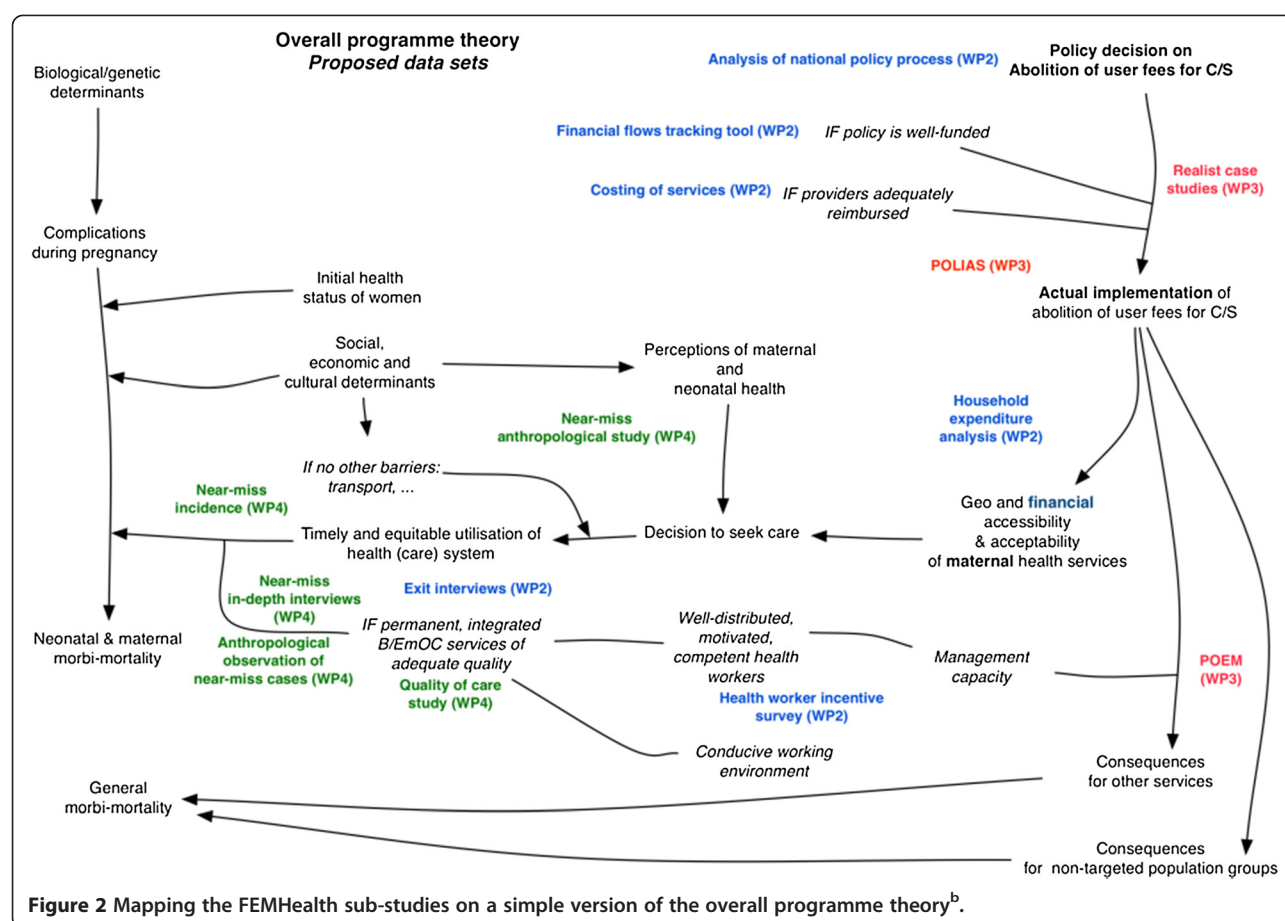 Overall programme theory
Proposed data sets
Biological/genetic
determinants
Analysis of national policy process (WP2)
Policy decision on
Abolition of user fees for C/S
Financial flows tracking tool (WP2)
IF policy is well-funded
Realist case
studies (WP3)
Costing of services (WP2)
IF providers adequately
reimbursed
Complications
during pregnancy
Initial health
status of women
POLIAS (WP3)
Actual implementation of
abolition of user fees for C/S
Social,
economic and
cultural determinants
Perceptions of maternal
and
neonatal health
Near-miss
anthropological study (WP4)
Household
expenditure
analysis (WP2)
If no other barriers:
transport, ...
Near-miss
incidence (WP4)
Timely and equitable utilisation of
health (care) system
Decision to seek care
Geo and financial
accessibility
& acceptability
of maternal health services
Near-miss
in-depth interviews
(WP4)
Exit interviews (WP2)
Neonatal & maternal
morbi-mortality
Anthropological
observation of
near-miss cases (WP4)
IF permanent, integrated
B/EmOC services of
adequate quality
Quality of care
study (WP4)
Well-distributed,
motivated,
competent health
workers
Health worker incentive
survey (WP2)
Management
capacity
POEM
(WP3)
Conducive working
environment
Consequences
for other services
General
morbi-mortality
Consequences
for non-targeted population groups
Figure 2 Mapping the FEMHealth sub-studies on a simple version of the overall programme theoryb.